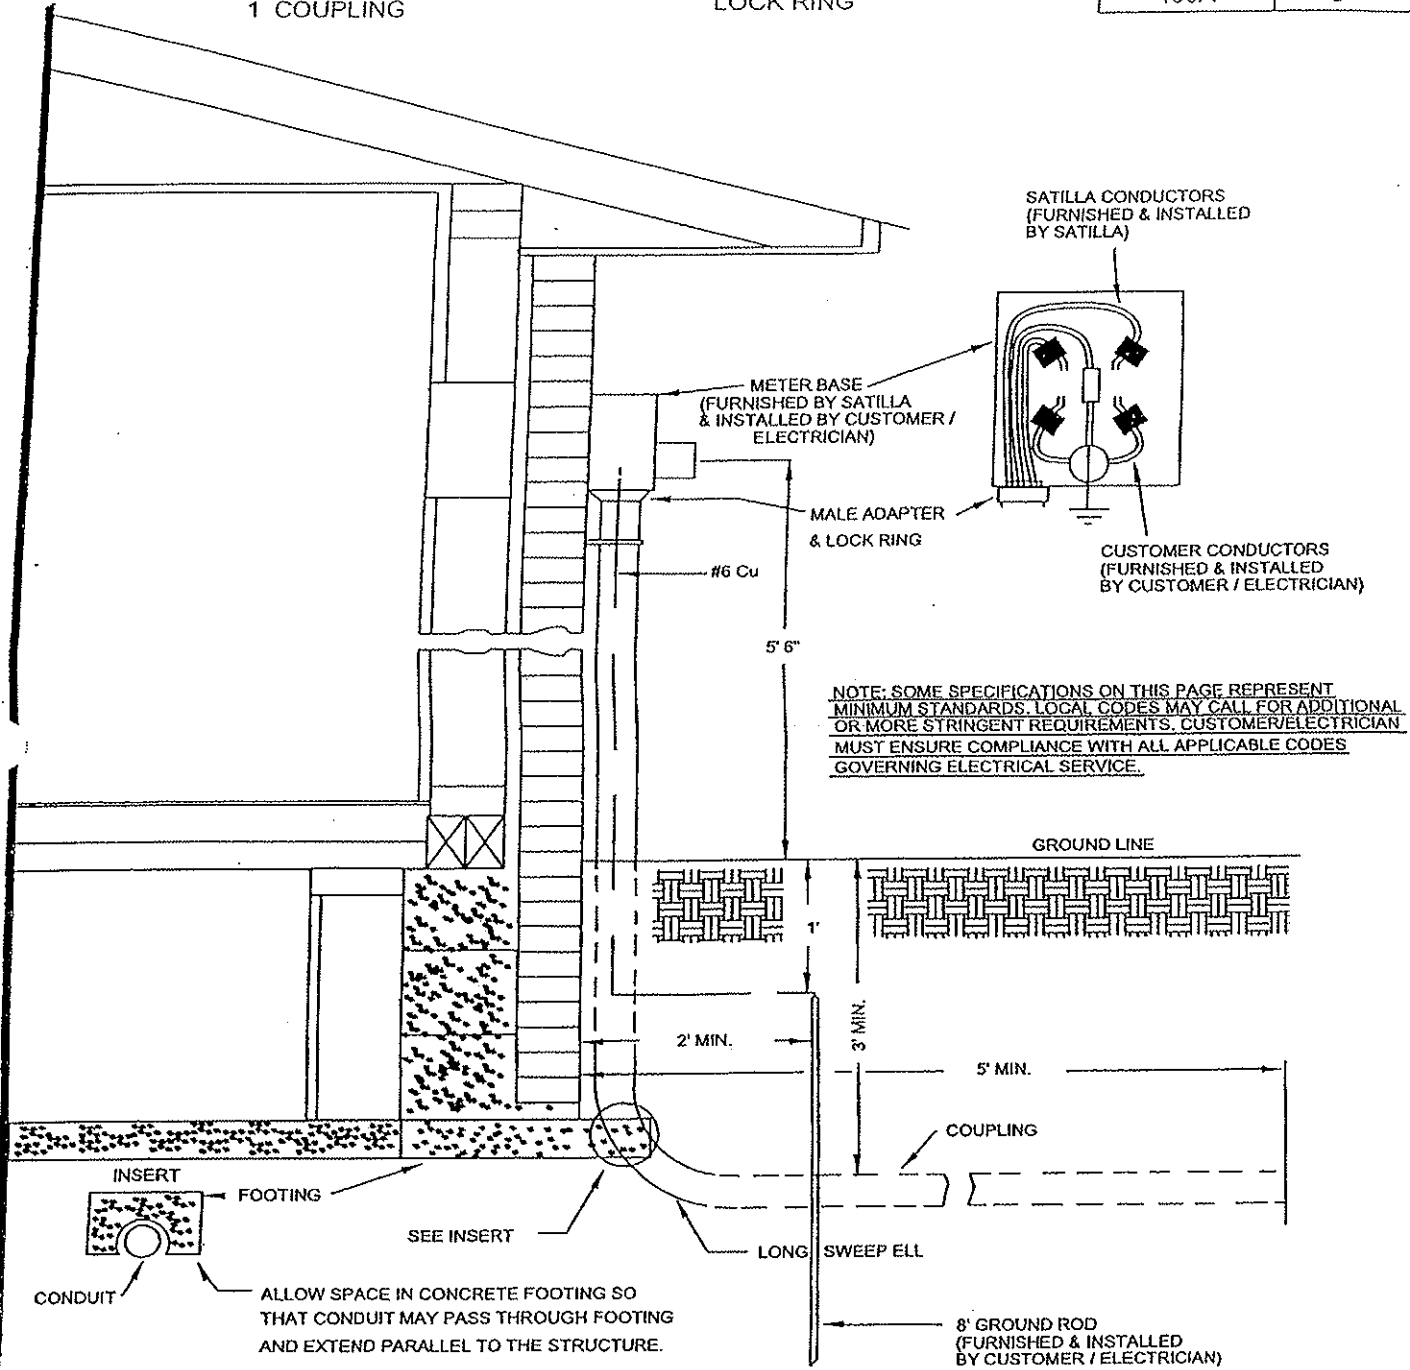 1 COUPLING
LOCK RING
SATILLA CONDUCTORS
(FURNISHED & INSTALLED
BY SATILLA)
METER BASE
(FURNISHED BY SATILLA
& INSTALLED BY CUSTOMER /
ELECTRICIAN)
MALE ADAPTER
& LOCK RING
#6 Cu
CUSTOMER CONDUCTORS
(FURNISHED & INSTALLED
BY CUSTOMER / ELECTRICIAN)
5' 6"
NOTE: SOME SPECIFICATIONS ON THIS PAGE REPRESENT
MINIMUM STANDARDS. LOCAL CODES MAY CALL FOR ADDITIONAL
OR MORE STRINGENT REQUIREMENTS. CUSTOMER/ELECTRICIAN
MUST ENSURE COMPLIANCE WITH ALL APPLICABLE CODES
GOVERNING ELECTRICAL SERVICE.
GROUND LINE
1'
3' MIN.
2' MIN.
5' MIN.
COUPLING
INSERT
FOOTING
SEE INSERT
LONG SWEEP ELL
CONDUIT
ALLOW SPACE IN CONCRETE FOOTING SO
THAT CONDUIT MAY PASS THROUGH FOOTING
AND EXTEND PARALLEL TO THE STRUCTURE.
8' GROUND ROD
(FURNISHED & INSTALLED
BY CUSTOMER / ELECTRICIAN)